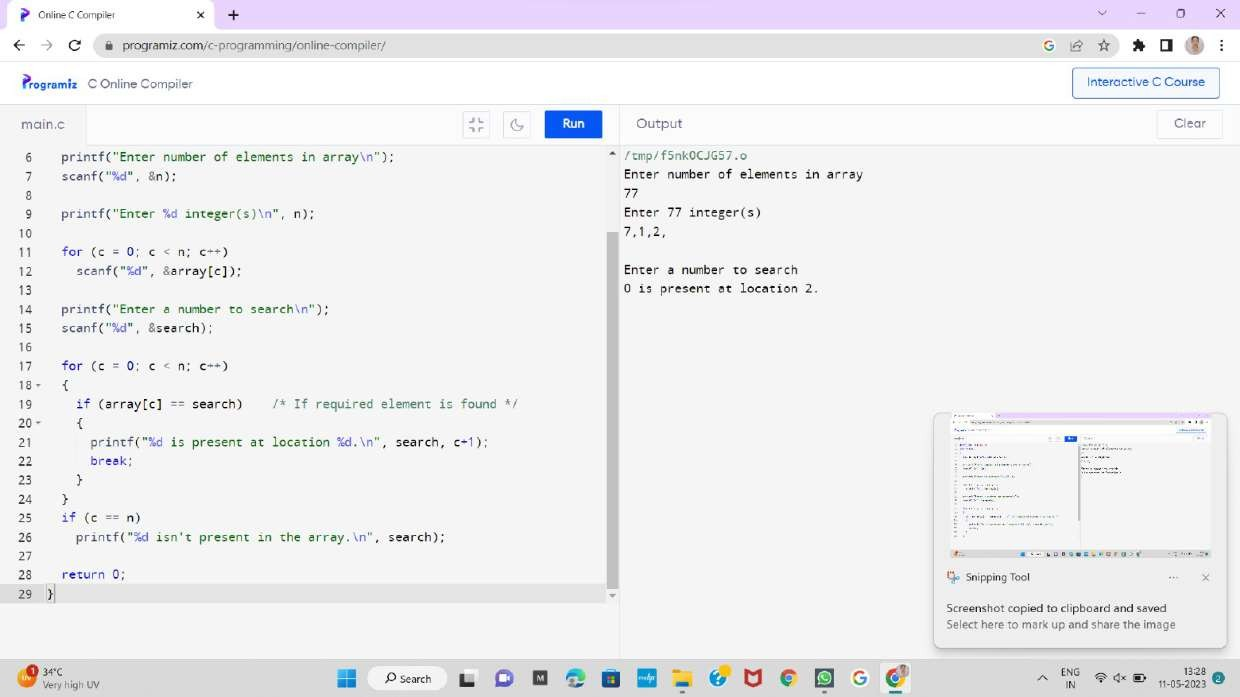 Online C Compiler
programiz.com/c-programming/online-compiler/
Programiz C Online Compiler
Interactive C Course
main.c
Run
Output
Clear
6 printf("Enter number of elements in array\n");
7 scanf("%d", &n);
8
9 printf("Enter %d integer(s)\n", n);
10
11 for (c = 0; c < n; c++)
12 scanf("%d", &array[c]);
13
14 printf("Enter a number to search\n");
15 scanf("%d", &search);
16
17 for (c = 0; c < n; c++)
18 {
19 if (array[c] == search) /* If required element is found */
20 {
21 printf("%d is present at location %d.\n", search, c+1);
22 break;
23 }
24 }
25 if (c == n)
26 printf("%d isn't present in the array.\n", search);
27
28 return 0;
29 }
/tmp/f5nkOCJG57.o
Enter number of elements in array
77
Enter 77 integer(s)
7,1,2,
Enter a number to search
0 is present at location 2.
Snipping Tool
Screenshot copied to clipboard and saved
Select here to mark up and share the image
1
34°C
Very high UV
Search
ENG
IN
13:28
11-05-2023
2